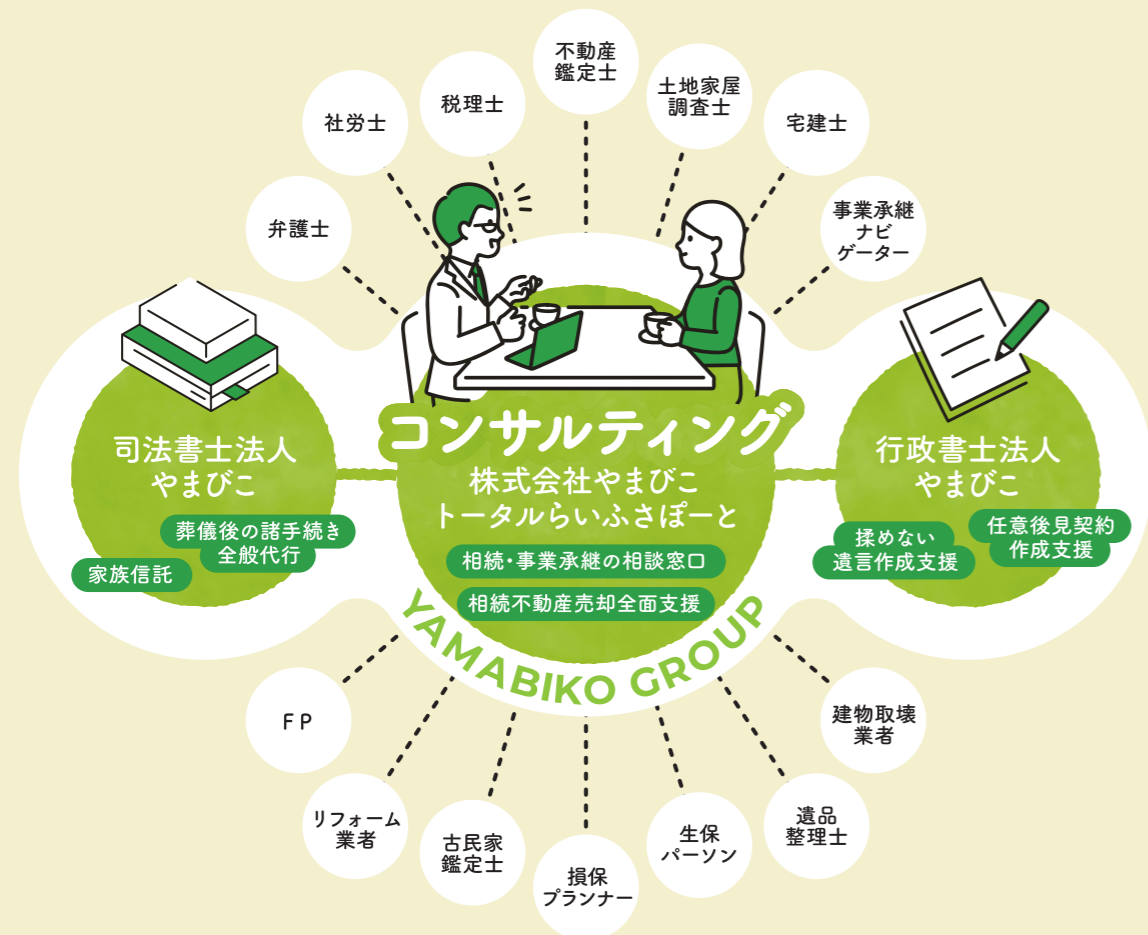 不動産
鑑定士
税理士
土地家屋
調査士
社労士
宅建士
弁護士
事業承継
ナビ
ゲーター
司法書士法人
やまびこ
葬儀後の諸手続き
全般代行
家族信託
コンサルティング
株式会社やまびこ
トータルらいふさぽーと
相続・事業承継の相談窓口
相続不動産売却全面支援
YAMABIKO GROUP
行政書士法人
やまびこ
揉めない
遺言作成支援
任意後見契約
作成支援
FP
リフォーム
業者
古民家
鑑定士
損保
プランナー
生保
パーソン
遺品
整理士
建物取壊
業者